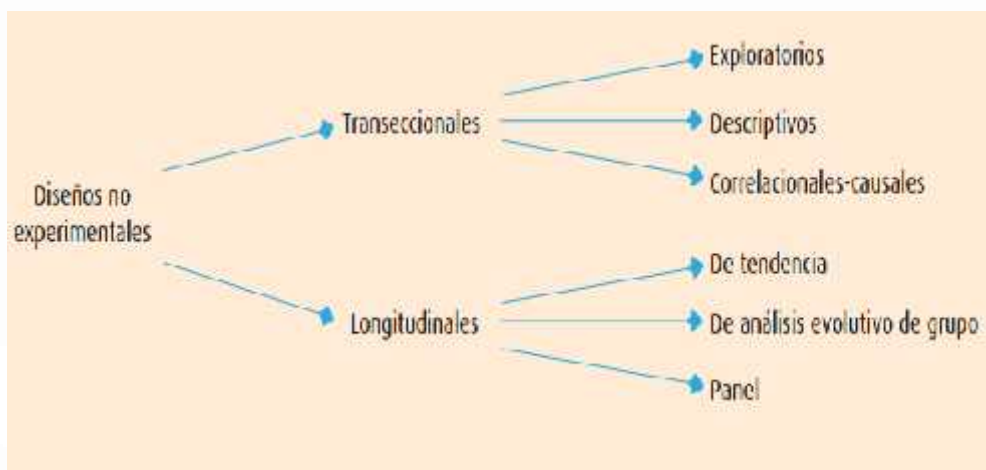 Diseños no
experimentales
Transeccionales
Exploratorios
Descriptivos
Correlacionales-causales
Longitudinales
De tendencia
De análisis evolutivo de grupo
Panel